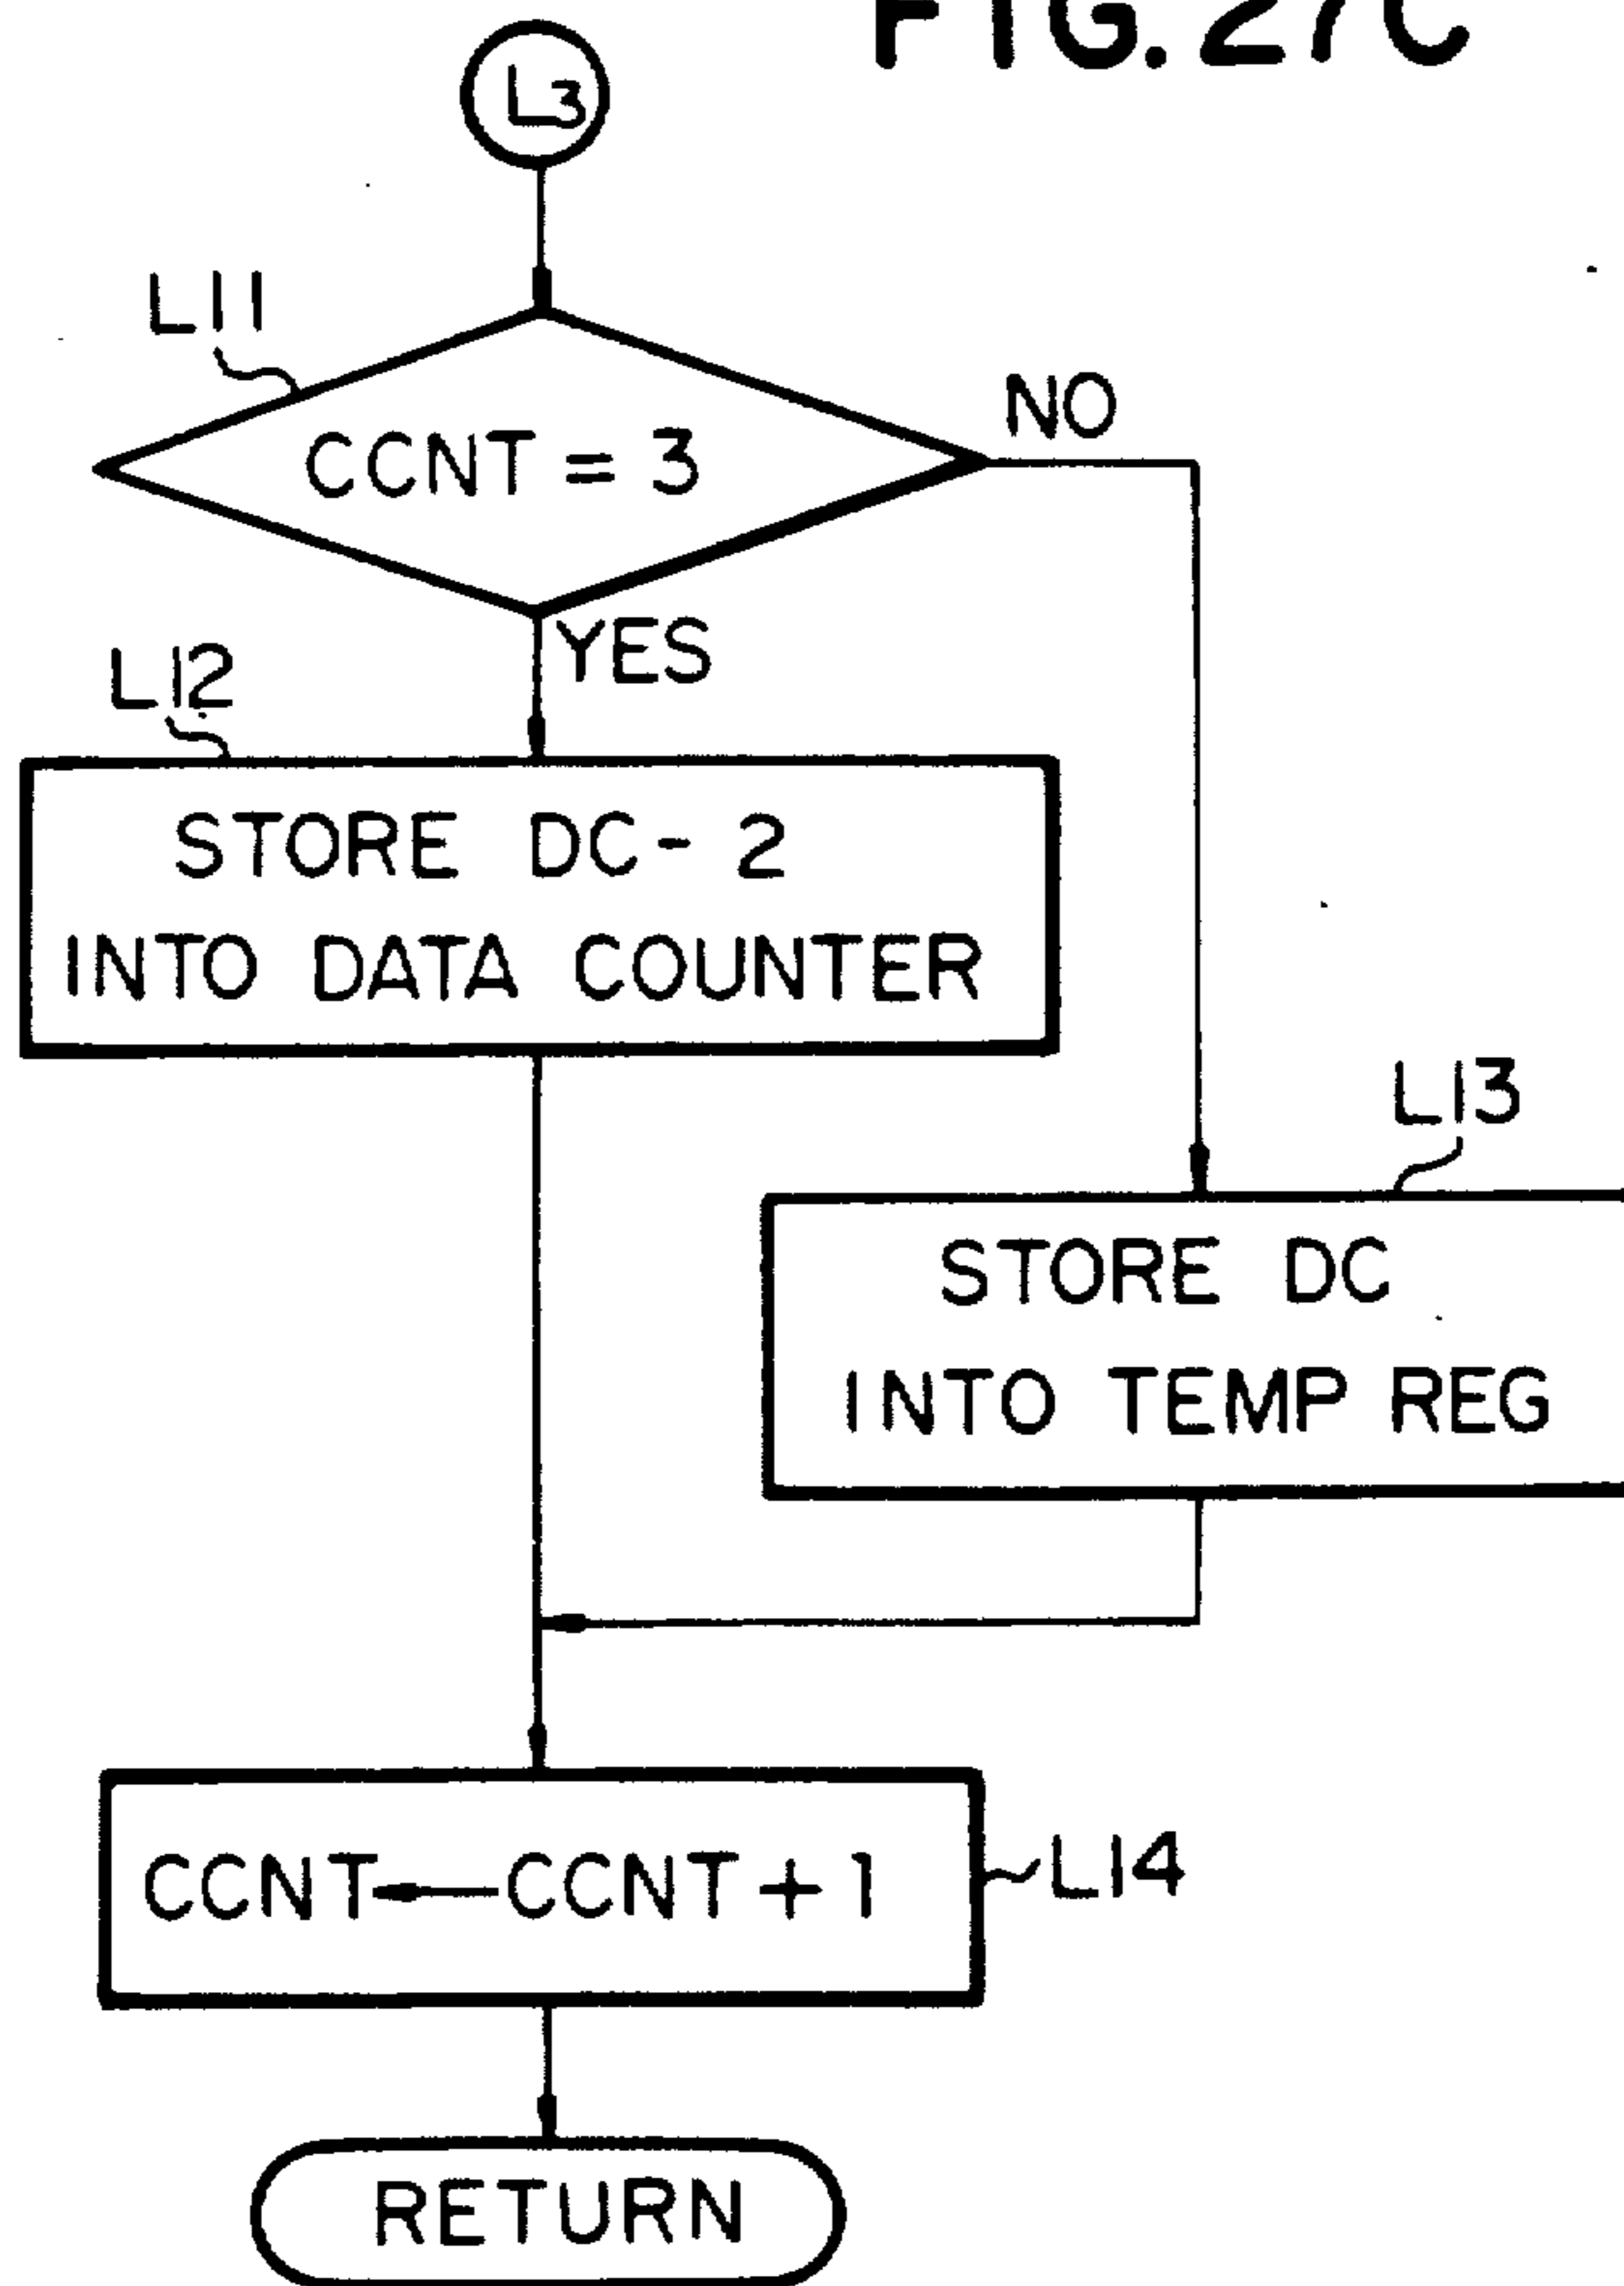 FIG. 27C
L3
L11
CCNT = 3
NO
YES
L12
STORE DC - 2
INTO DATA COUNTER
L13
STORE DC
INTO TEMP REG
CCNT ← CCNT + 1
L14
RETURN